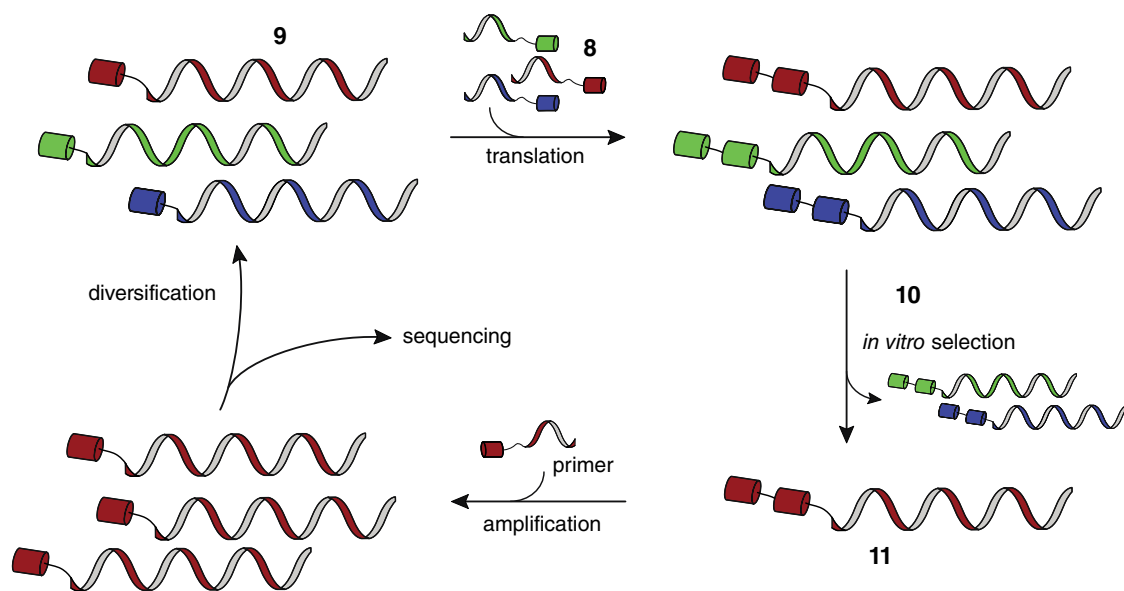 9
8
translation
10
in vitro selection
diversification
sequencing
primer
amplification
11